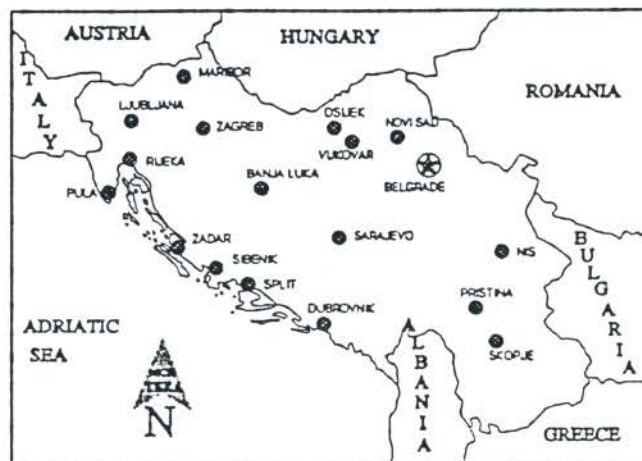 AUSTRIA
HUNGARY
ITALY
MARIBOR
ROMANIA
LJUBLJANA
ZAGREB
OSIJEK
NOVI SAD
VUKOVAR
RIJEKA
BANJA LUKA
BELGRADE
PULA
ZADAR
SARAJEVO
NIS
BULGARIA
SIBENIK
SPLIT
PRISTINA
DUBROVNIK
ADRIATIC
SEA
ALBANIA
SKOPJE
N
GREECE